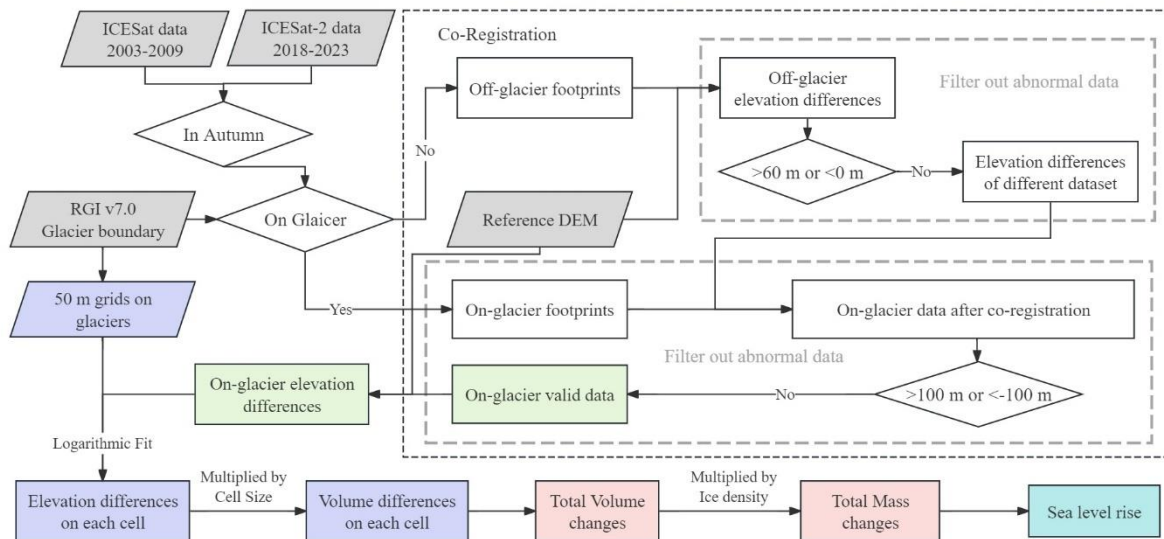 ICESat data
2003-2009
ICESat-2 data
2018-2023
Co-Registration
In Autumn
No
Off-glacier footprints
Off-glacier
elevation differences
Filter out abnormal data
>60 m or <0 m
No
Elevation differences
of different dataset
RGI v7.0
Glacier boundary
On Glaicer
Reference DEM
50 m grids on
glaciers
Yes
On-glacier footprints
On-glacier data after co-registration
Filter out abnormal data
On-glacier elevation
differences
On-glacier valid data
No
>100 m or <-100 m
Logarithmic Fit
Elevation differences
on each cell
Multiplied by
Cell Size
Volume differences
on each cell
Total Volume
changes
Multiplied by
Ice density
Total Mass
changes
Sea level rise